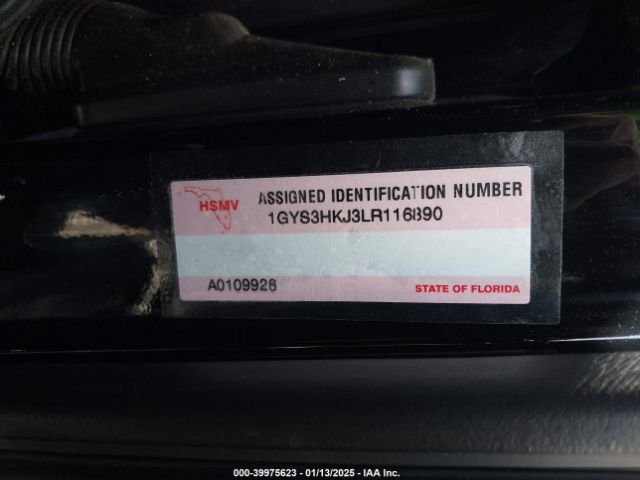 HSMV
ASSIGNED IDENTIFICATION NUMBER
1GYS3HKJ3LR116890
A0109926
STATE OF FLORIDA
000-39975623 - 01/13/2025 - IAA Inc.